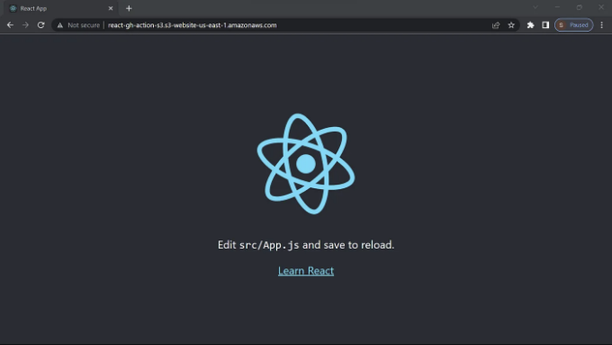 React App
Not secure
react-gh-action-s3.s3-website-us-east-1.amazonaws.com
Paused
Edit src/App.js and save to reload.
Learn React